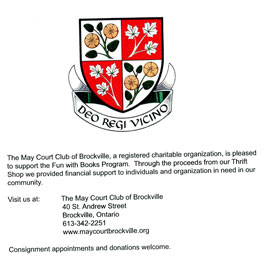 DEO REGI VICINO
The May Court Club of Brockville, a registered charitable organization, is pleased
to support the Fun with Books Program. Through the proceeds from our Thrift
Shop we provided financial support to individuals and organization in need in our
community.
Visit us at: The May Court Club of Brockville
40 St. Andrew Street
Brockville, Ontario
613-342-2251
www.maycourtbrockville.org
Consignment appointments and donations welcome.